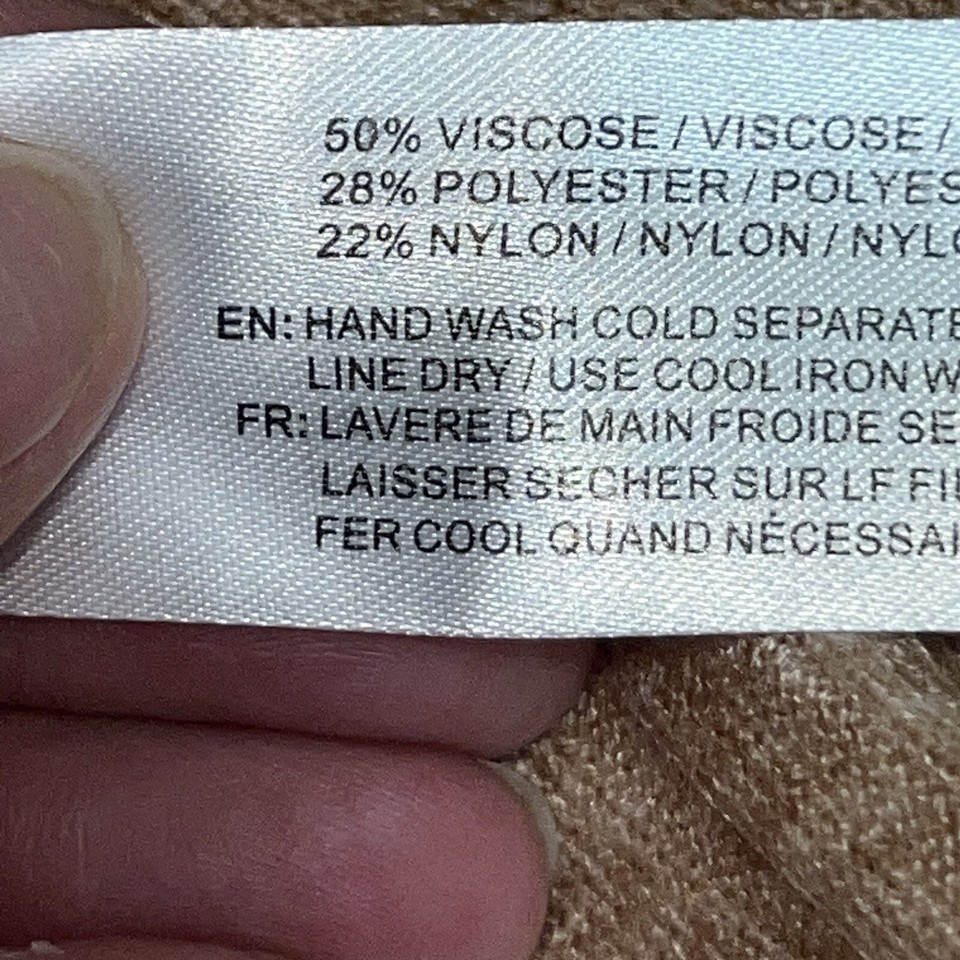 50% VISCOSE / VISCOSE /
28% POLYESTER / POLYES
22% NYLON / NYLON / NYLO
EN: HAND WASH COLD SEPARATE
LINE DRY / USE COOL IRON W
FR: LAVERE DE MAIN FROIDE SE
LAISSER SECHER SUR LF FI
FER COOL QUAND NÉCESSAI